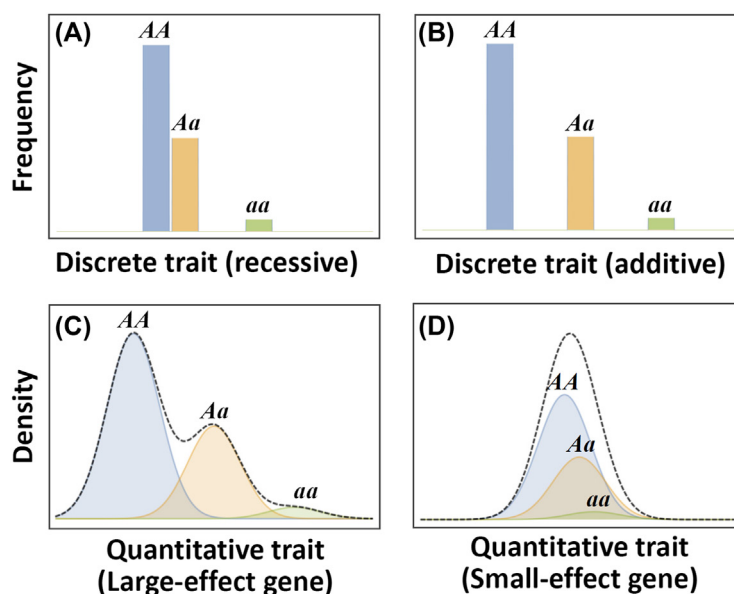 (A)
AA
Aa
aa
Frequency
Discrete trait (recessive)
(B)
AA
Aa
aa
Discrete trait (additive)
(C)
AA
Aa
aa
Density
Quantitative trait
(Large-effect gene)
(D)
AA
Aa
aa
Quantitative trait
(Small-effect gene)